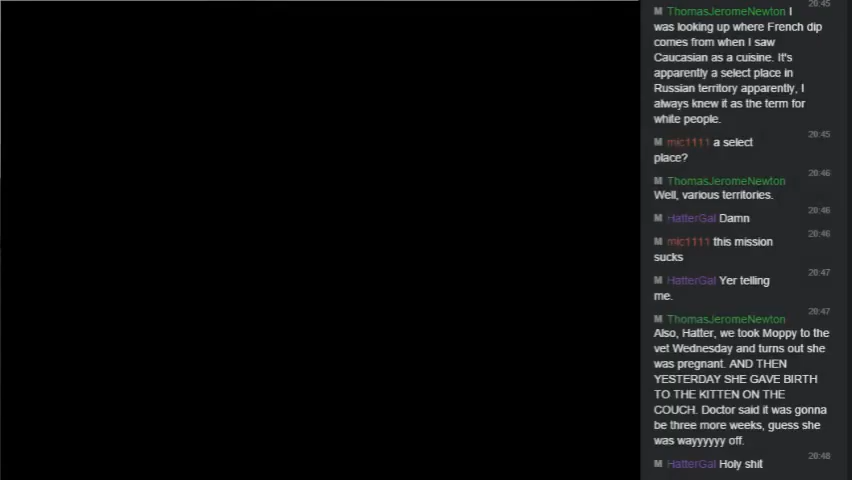 20:45
M ThomasJeromeNewton I
was looking up where French dip
comes from when I saw
Caucasian as a cuisine. It's
apparently a select place in
Russian territory apparently, I
always knew it as the term for
white people.
20:45
M mic1111 a select
place?
20:46
M ThomasJeromeNewton
Well, various territories.
20:46
M HatterGal Damn
20:46
M mic1111 this mission
sucks
20:47
M HatterGal Yer telling
me.
20:47
M ThomasJeromeNewton
Also, Hatter, we took Moppy to the
vet Wednesday and turns out she
was pregnant. AND THEN
YESTERDAY SHE GAVE BIRTH
TO THE KITTEN ON THE
COUCH. Doctor said it was gonna
be three more weeks, guess she
was wayyyyy off.
20:48
M HatterGal Holy shit